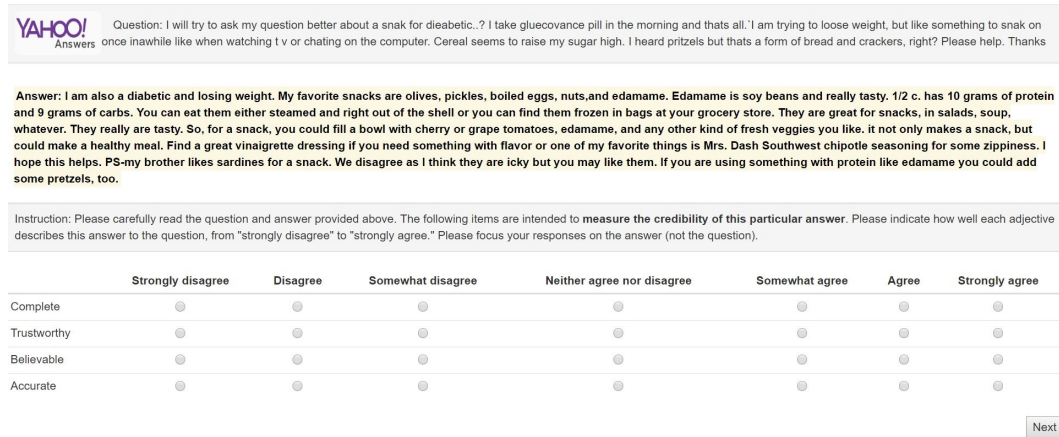 YAHOO!
Answers
Question: I will try to ask my question better about a snak for dieabetic..? I take gluecovance pill in the morning and thats all.`I am trying to loose weight, but like something to snak on
once inawhile like when watching t v or chating on the computer. Cereal seems to raise my sugar high. I heard pritzels but thats a form of bread and crackers, right? Please help. Thanks
Answer: I am also a diabetic and losing weight. My favorite snacks are olives, pickles, boiled eggs, nuts,and edamame. Edamame is soy beans and really tasty. 1/2 c. has 10 grams of protein
and 9 grams of carbs. You can eat them either steamed and right out of the shell or you can find them frozen in bags at your grocery store. They are great for snacks, in salads, soup,
whatever. They really are tasty. So, for a snack, you could fill a bowl with cherry or grape tomatoes, edamame, and any other kind of fresh veggies you like. it not only makes a snack, but
could make a healthy meal. Find a great vinaigrette dressing if you need something with flavor or one of my favorite things is Mrs. Dash Southwest chipotle seasoning for some zippiness. I
hope this helps. PS-my brother likes sardines for a snack. We disagree as I think they are icky but you may like them. If you are using something with protein like edamame you could add
some pretzels, too.
Instruction: Please carefully read the question and answer provided above. The following items are intended to measure the credibility of this particular answer. Please indicate how well each adjective
describes this answer to the question, from "strongly disagree" to "strongly agree." Please focus your responses on the answer (not the question).
Strongly disagree Disagree Somewhat disagree Neither agree nor disagree Somewhat agree Agree Strongly agree
Complete
Trustworthy
Believable
Accurate
Next